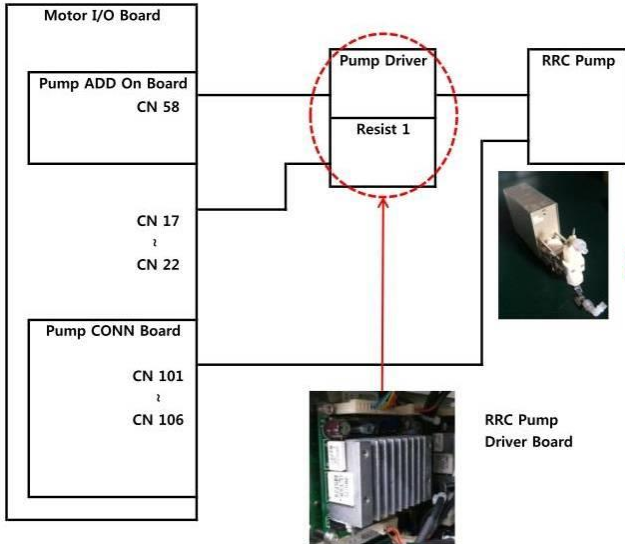 Motor I/O Board
Pump ADD On Board
CN 58
CN 17
~
CN 22
Pump CONN Board
CN 101
~
CN 106
Pump Driver
Resist 1
RRC Pump
RRC Pump
Driver Board